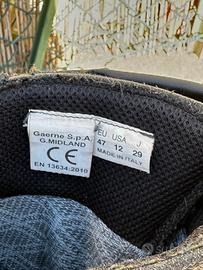 Gaerne S.p.A.
G.MIDLAND
CE
EN 13634:2010
EU USA J
47 12 29
MADE IN ITALY